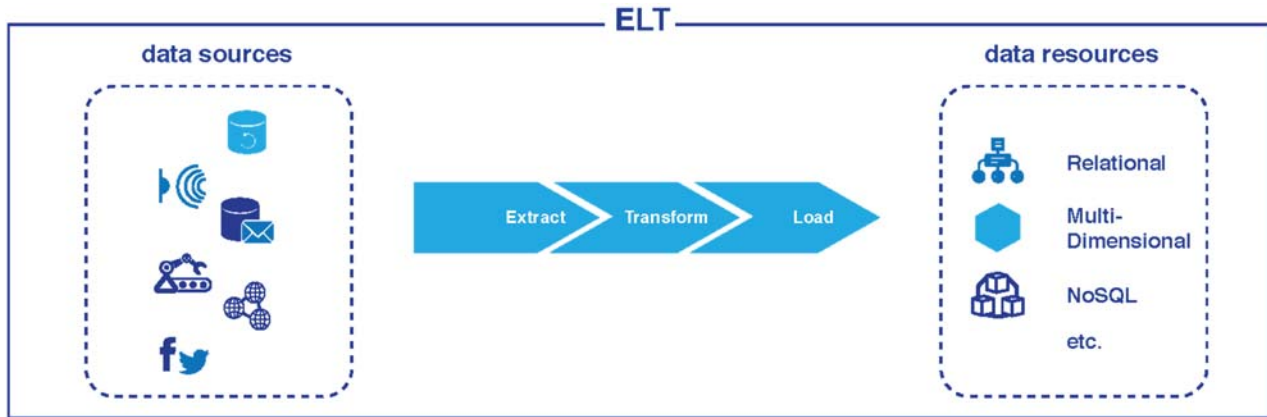 ELT
data sources
data resources
Extract
Transform
Load
Relational
Multi-
Dimensional
NoSQL
etc.